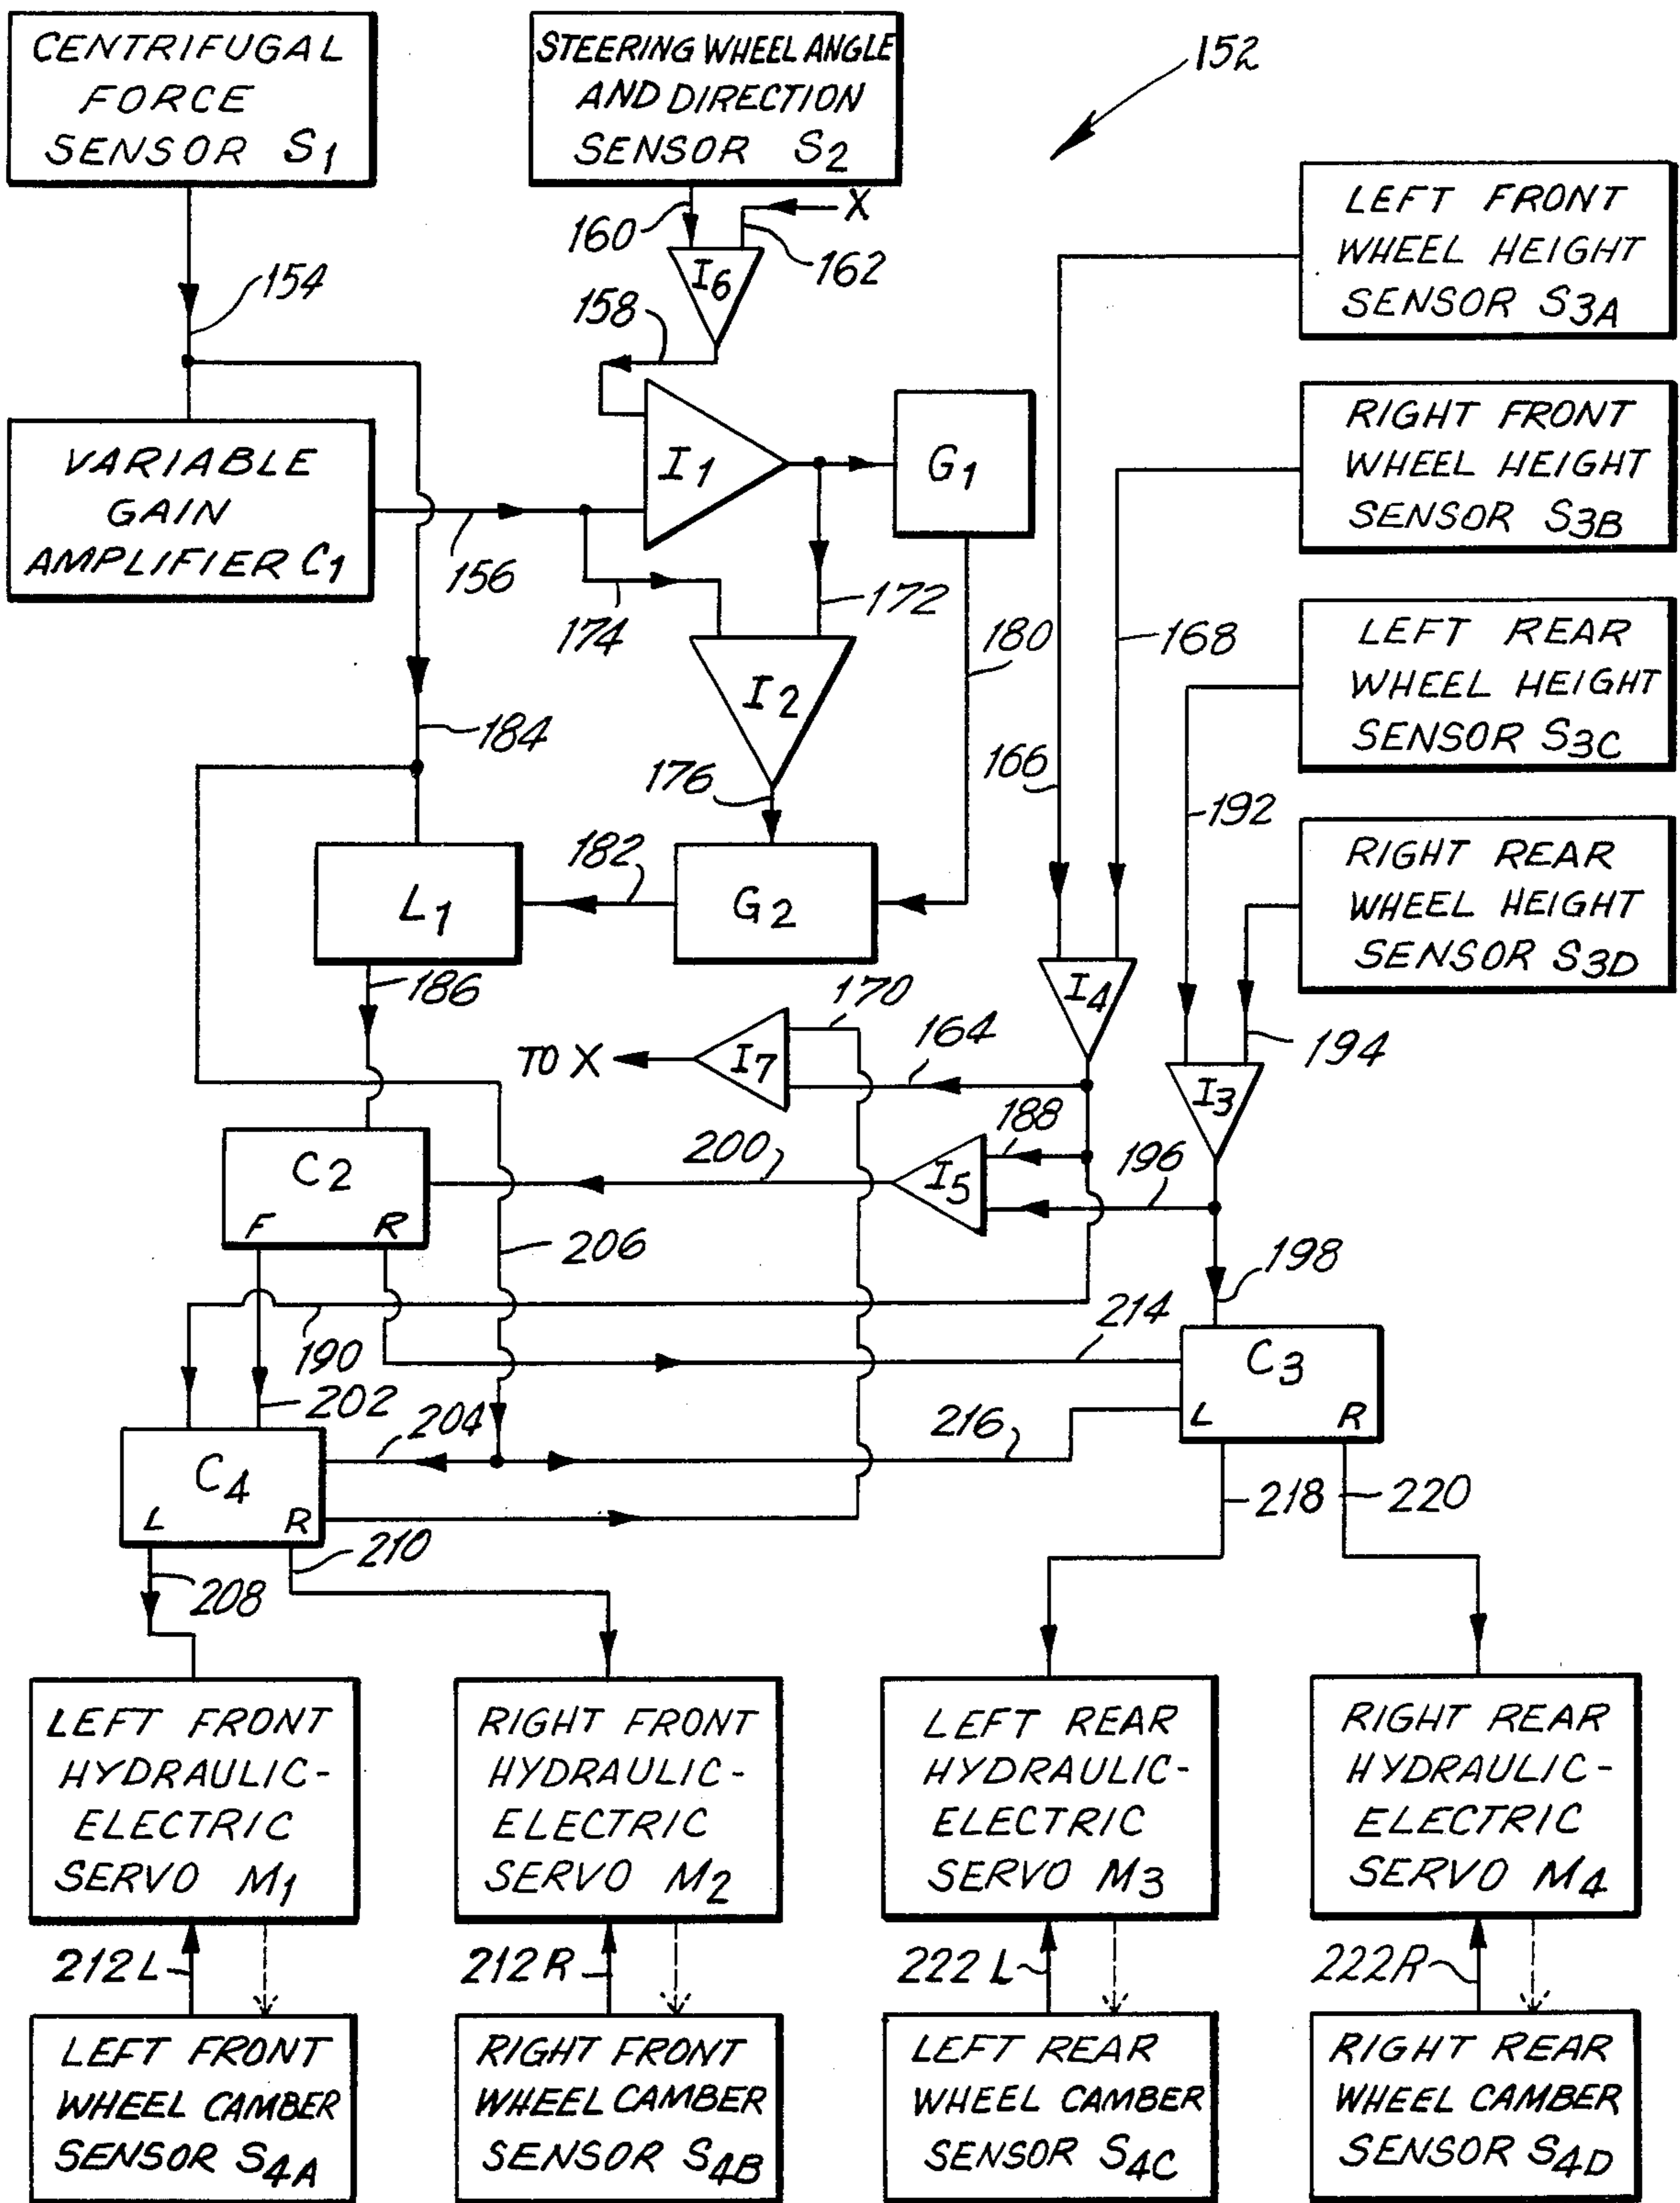 CENTRIFUGAL
FORCE
SENSOR S1
STEERING WHEEL ANGLE
AND DIRECTION
SENSOR S2
152
160
X
162
I6
158
154
LEFT FRONT
WHEEL HEIGHT
SENSOR S3A
VARIABLE
GAIN
AMPLIFIER C1
156
I1
G1
RIGHT FRONT
WHEEL HEIGHT
SENSOR S3B
174
172
180
168
I2
LEFT REAR
WHEEL HEIGHT
SENSOR S3C
184
176
166
192
L1
182
G2
RIGHT REAR
WHEEL HEIGHT
SENSOR S3D
186
170
I4
TO X
I7
164
194
I3
188
C2
F R
200
I5
196
206
198
190
214
C3
L R
202
204
216
C4
L R
210
208
218
220
LEFT FRONT
HYDRAULIC-
ELECTRIC
SERVO M1
RIGHT FRONT
HYDRAULIC-
ELECTRIC
SERVO M2
LEFT REAR
HYDRAULIC-
ELECTRIC
SERVO M3
RIGHT REAR
HYDRAULIC-
ELECTRIC
SERVO M4
212L
212R
222L
222R
LEFT FRONT
WHEEL CAMBER
SENSOR S4A
RIGHT FRONT
WHEEL CAMBER
SENSOR S4B
LEFT REAR
WHEEL CAMBER
SENSOR S4C
RIGHT REAR
WHEEL CAMBER
SENSOR S4D